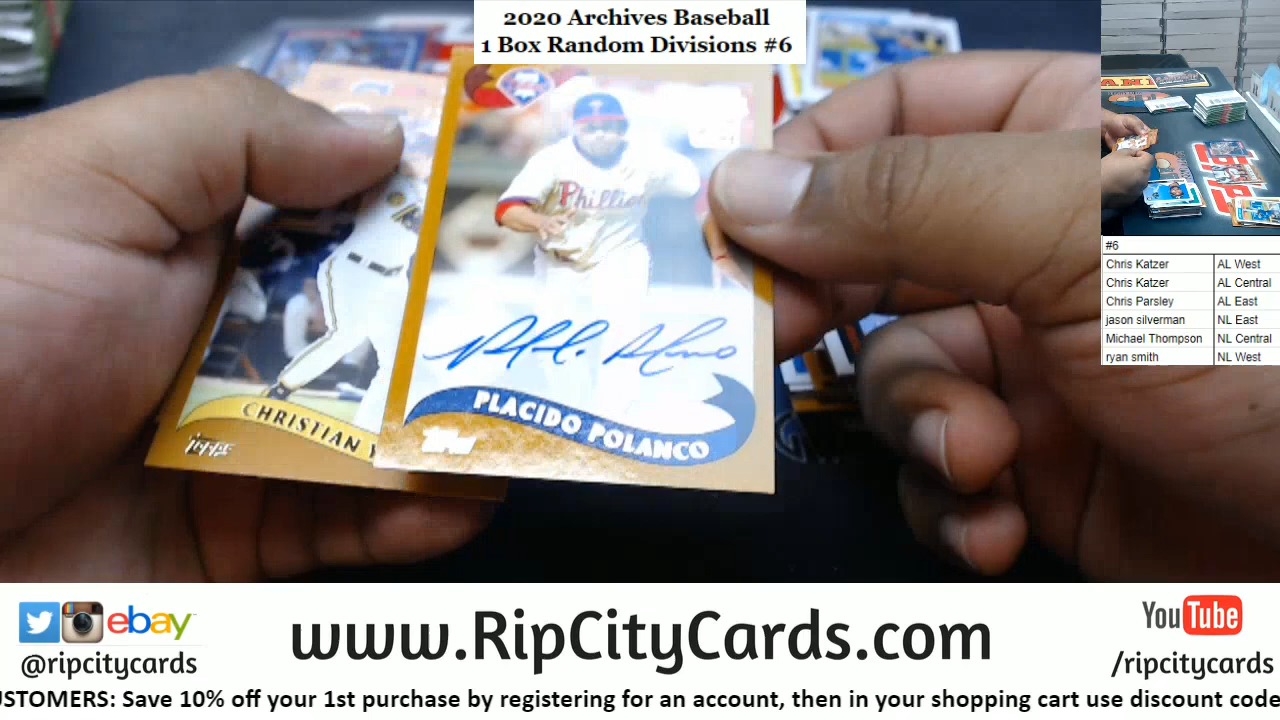 2020 Archives Baseball
1 Box Random Divisions #6
Phillies
PLACIDO POLANCO
Topps
CHRISTIAN
Topps
#6
Chris Katzer AL West
Chris Katzer AL Central
Chris Parsley AL East
jason silverman NL East
Michael Thompson NL Central
ryan smith NL West
ebay
@ripcitycards
www.RipCityCards.com
YouTube
/ripcitycards
USTOMERS: Save 10% off your 1st purchase by registering for an account, then in your shopping cart use discount code